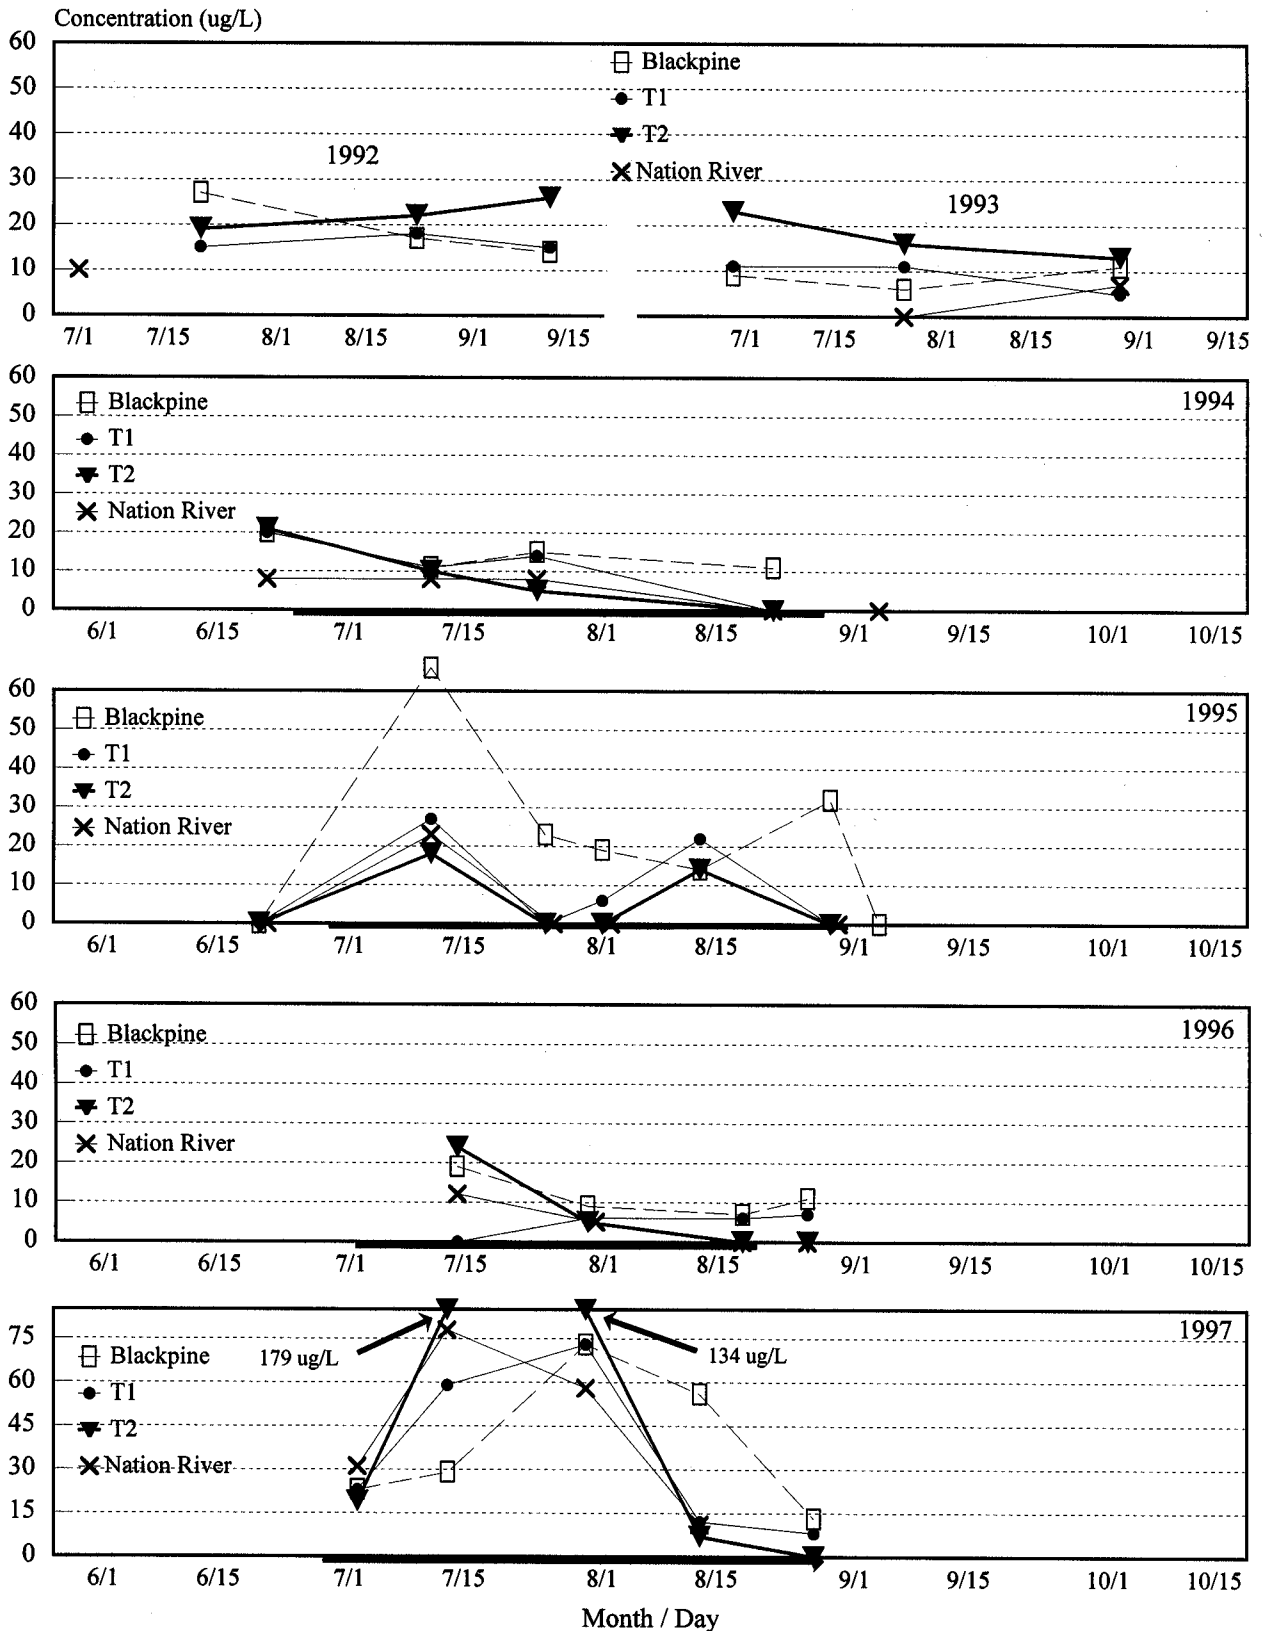 Concentration (ug/L)
60
50
40
30
20
10
0
Blackpine
T1
T2
Nation River
1992
1993
7/1 7/15 8/1 8/15 9/1 9/15 7/1 7/15 8/1 8/15 9/1 9/15
60
50
40
30
20
10
0
Blackpine
T1
T2
Nation River
1994
6/1 6/15 7/1 7/15 8/1 8/15 9/1 9/15 10/1 10/15
60
50
40
30
20
10
0
Blackpine
T1
T2
Nation River
1995
6/1 6/15 7/1 7/15 8/1 8/15 9/1 9/15 10/1 10/15
60
50
40
30
20
10
0
Blackpine
T1
T2
Nation River
1996
6/1 6/15 7/1 7/15 8/1 8/15 9/1 9/15 10/1 10/15
75
60
45
30
15
0
Blackpine
T1
T2
Nation River
179 ug/L
134 ug/L
1997
6/1 6/15 7/1 7/15 8/1 8/15 9/1 9/15 10/1 10/15
Month / Day